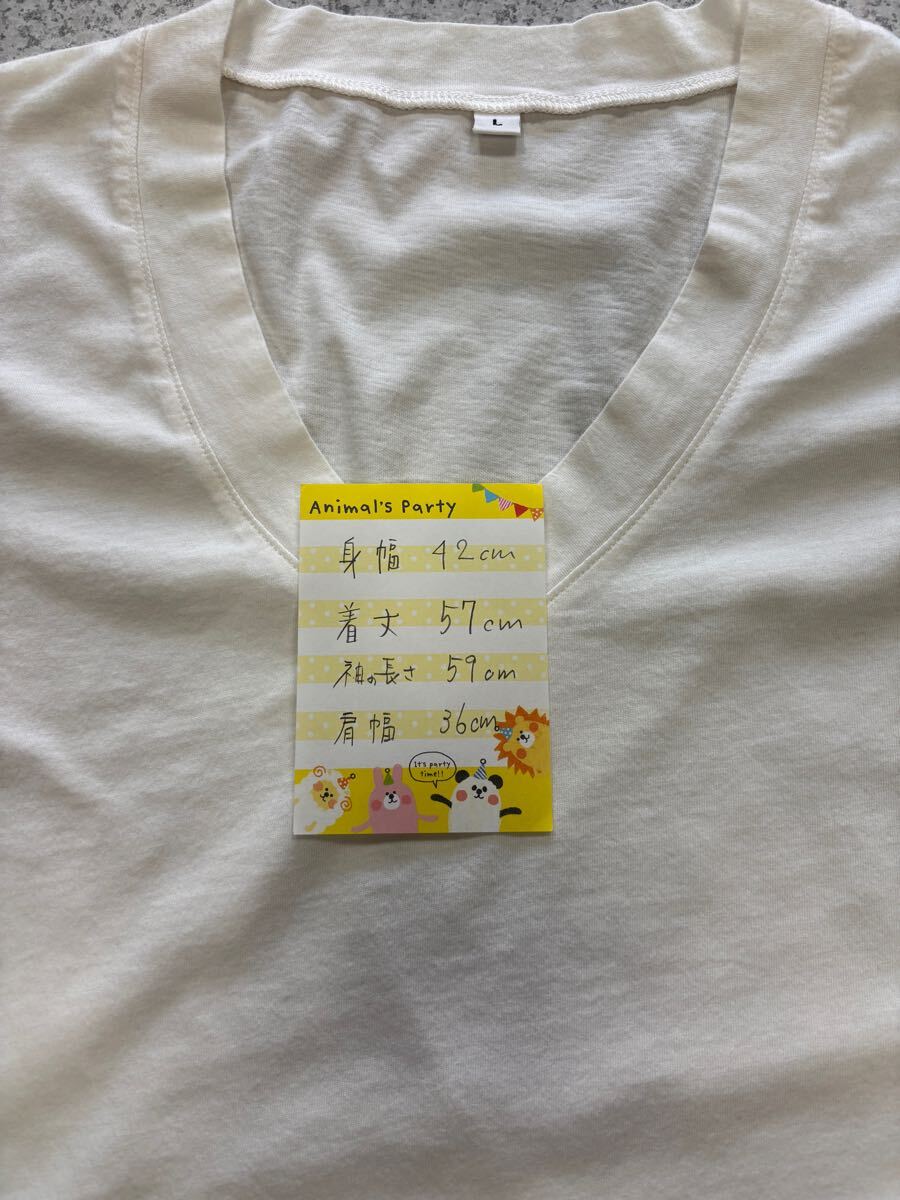 L
Animal's Party
身幅 42cm
着丈 57cm
袖の長さ 59cm
肩幅 36cm
It's party
time!!